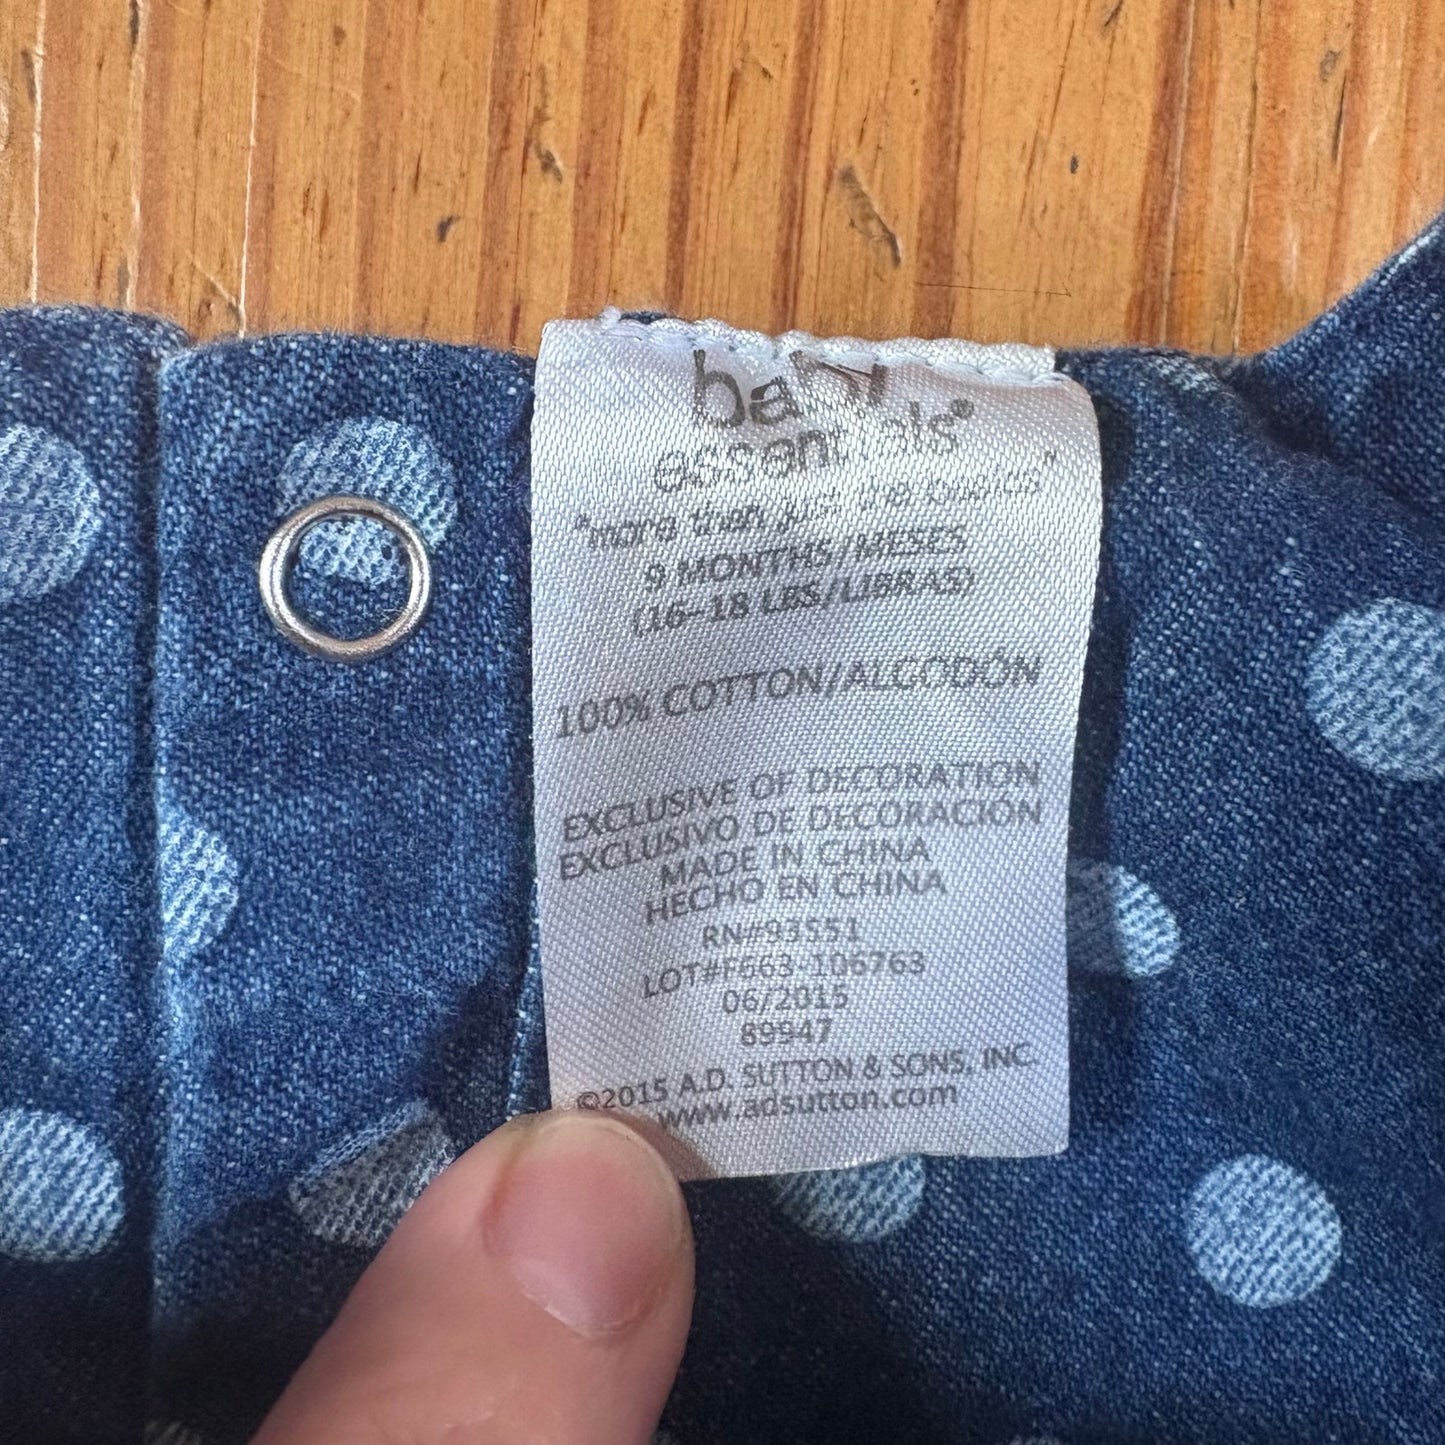 baby
essentials®
"more than just the basics"
9 MONTHS/MESES
(16-18 LBS/LIBRAS)
100% COTTON/ALGODÓN
EXCLUSIVE OF DECORATION
EXCLUSIVO DE DECORACIÓN
MADE IN CHINA
HECHO EN CHINA
RN#93551
LOT#F663-106763
06/2015
89947
©2015 A.D. SUTTON & SONS, INC.
www.adsutton.com